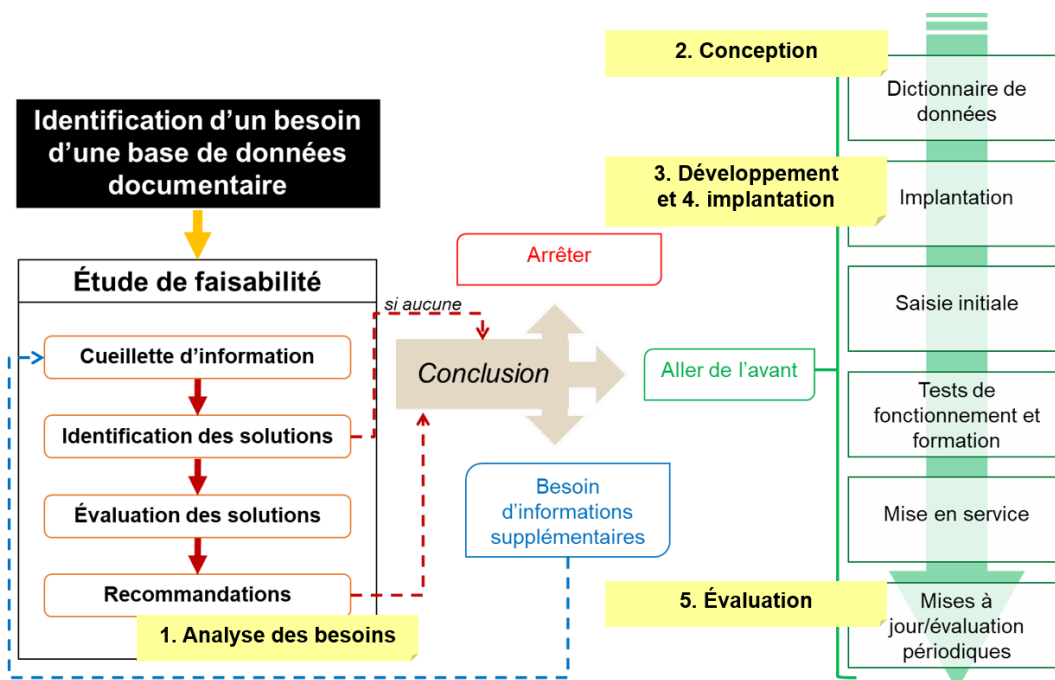 Identification d'un besoin
d'une base de données
documentaire
Étude de faisabilité
Cueillette d'information
Identification des solutions
Évaluation des solutions
Recommandations
1. Analyse des besoins
si aucune
Conclusion
Arrêter
Aller de l'avant
Besoin
d'informations
supplémentaires
2. Conception
Dictionnaire de
données
3. Développement
et 4. implantation
Implantation
Saisie initiale
Tests de
fonctionnement et
formation
Mise en service
5. Évaluation
Mises à
jour/évaluation
périodiques